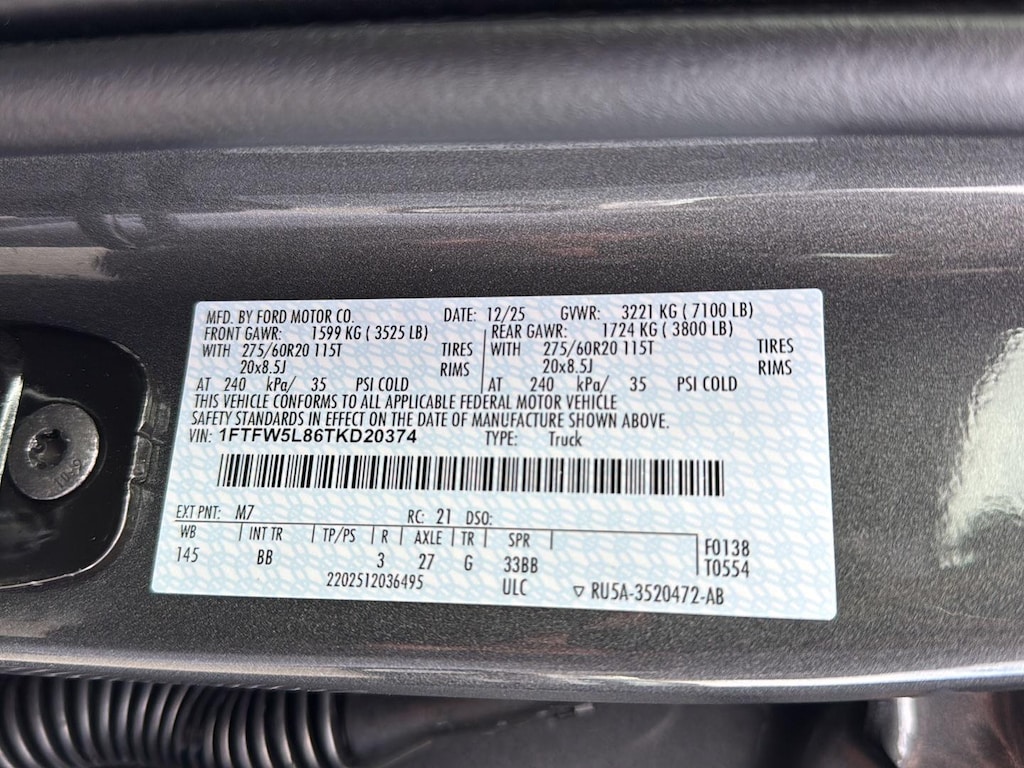 MFD. BY FORD MOTOR CO. DATE: 12/25 GVWR: 3221 KG ( 7100 LB)
FRONT GAWR: 1599 KG ( 3525 LB) REAR GAWR: 1724 KG ( 3800 LB)
WITH 275/60R20 115T TIRES WITH 275/60R20 115T TIRES
20x8.5J RIMS 20x8.5J RIMS
AT 240 kPa/ 35 PSI COLD AT 240 kPa/ 35 PSI COLD
THIS VEHICLE CONFORMS TO ALL APPLICABLE FEDERAL MOTOR VEHICLE
SAFETY STANDARDS IN EFFECT ON THE DATE OF MANUFACTURE SHOWN ABOVE.
VIN: 1FTFW5L86TKD20374 TYPE: Truck
EXT PNT: M7 RC: 21 DSO:
WB INT TR TP/PS R AXLE TR SPR F0138
145 BB 3 27 G 33BB T0554
2202512036495 ULC ▽ RU5A-3520472-AB